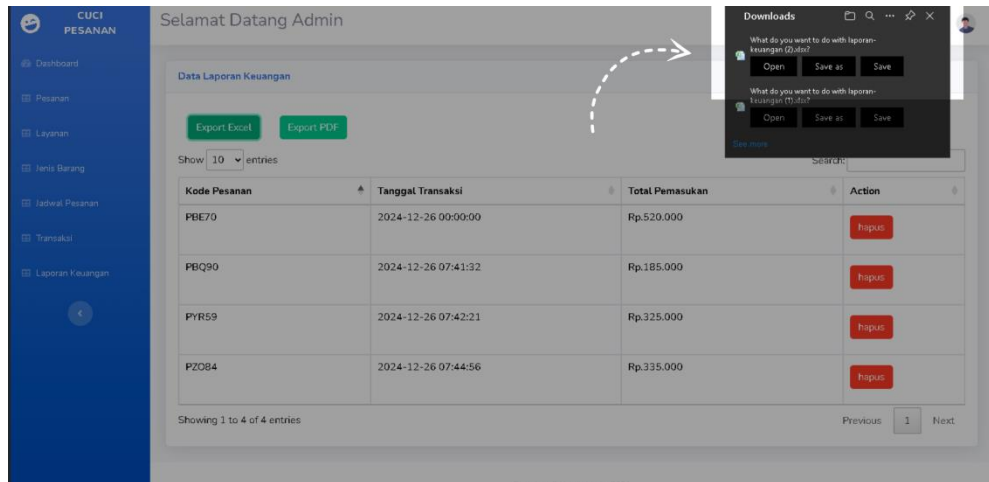 CUCI
PESANAN
Selamat Datang Admin
Dashboard
Pesanan
Layanan
Jenis Barang
Jadwal Pesanan
Transaksi
Laporan Keuangan
Downloads
What do you want to do with laporan-
keuangan (2).xlsx?
Open Save as Save
What do you want to do with laporan-
keuangan (1).xlsx?
Open Save as Save
See more
Data Laporan Keuangan
Export Excel Export PDF
Show 10 entries
Search:
Kode Pesanan Tanggal Transaksi Total Pemasukan Action
PBE70 2024-12-26 00:00:00 Rp.520.000 hapus
PBQ90 2024-12-26 07:41:32 Rp.185.000 hapus
PYR59 2024-12-26 07:42:21 Rp.325.000 hapus
PZO84 2024-12-26 07:44:56 Rp.335.000 hapus
Showing 1 to 4 of 4 entries
Previous 1 Next